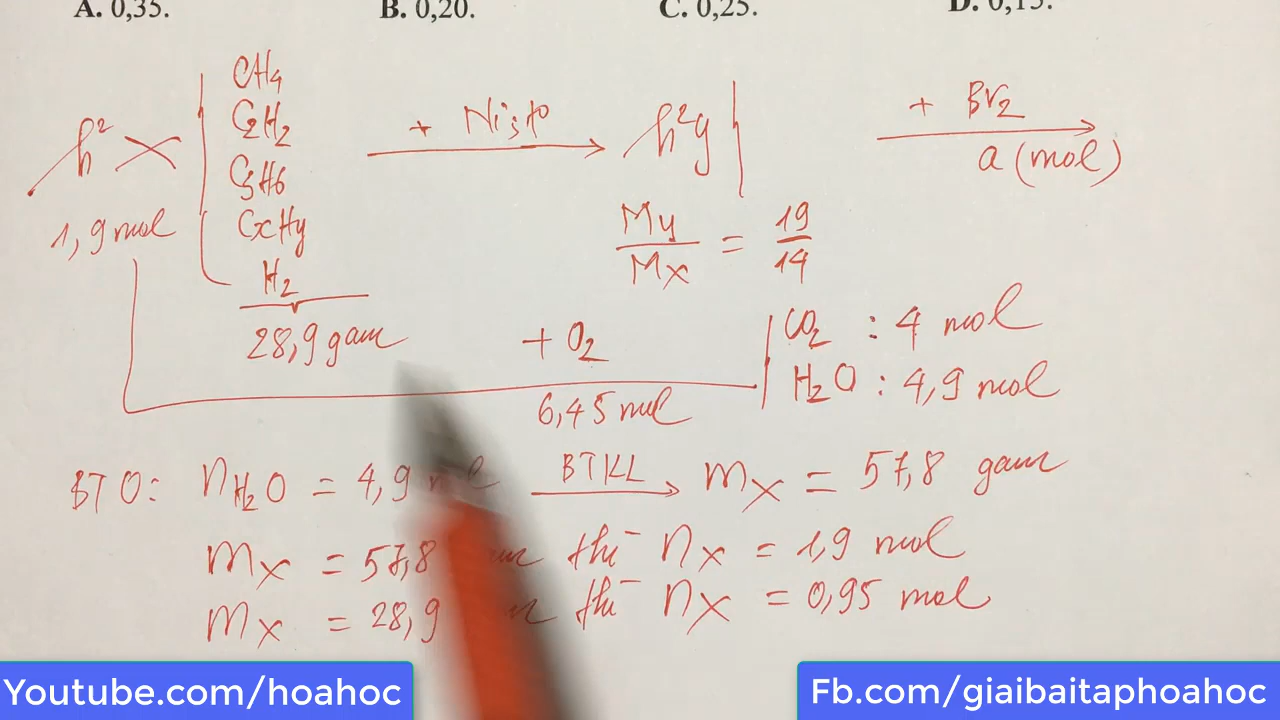 A. 0,35. B. 0,20. C. 0,25. D. 0,15.
h² X CH4
C2H2
C3H6
CxHy
H2
1,9 mol
28,9 gam
+ Ni, t°
h² y
My / Mx = 19 / 14
+ Br2
a (mol)
+ O2
6,45 mol
CO2 : 4 mol
H2O : 4,9 mol
BTO: nH2O = 4,9 BTKL mx = 57,8 gam
mx = 57,8 thì nx = 1,9 mol
mx = 28,9 thì nx = 0,95 mol
Youtube.com/hoahoc Fb.com/giaibaitaphoahoc